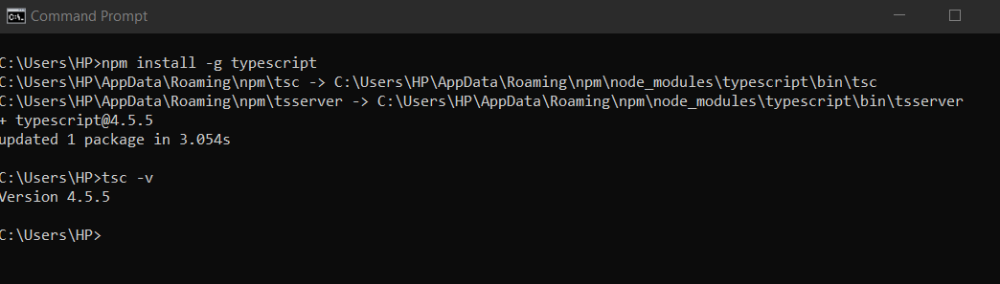 Command Prompt
C:\Users\HP>npm install -g typescript
C:\Users\HP\AppData\Roaming\npm\tsc -> C:\Users\HP\AppData\Roaming\npm\node_modules\typescript\bin\tsc
C:\Users\HP\AppData\Roaming\npm\tsserver -> C:\Users\HP\AppData\Roaming\npm\node_modules\typescript\bin\tsserver
+ typescript@4.5.5
updated 1 package in 3.054s
C:\Users\HP>tsc -v
Version 4.5.5
C:\Users\HP>